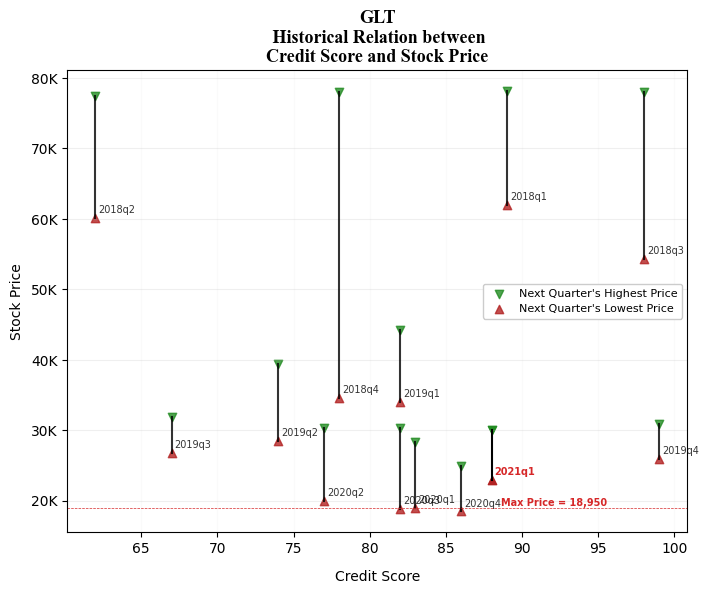 GLT
Historical Relation between
Credit Score and Stock Price
80K
70K
60K
50K
40K
30K
20K
Stock Price
2018q2
2018q1
2018q3
Next Quarter's Highest Price
Next Quarter's Lowest Price
2018q4
2019q1
2019q2
2019q3
2019q4
2021q1
2020q2
2020q3
2020q1
2020q4
Max Price = 18,950
65
70
75
80
85
90
95
100
Credit Score